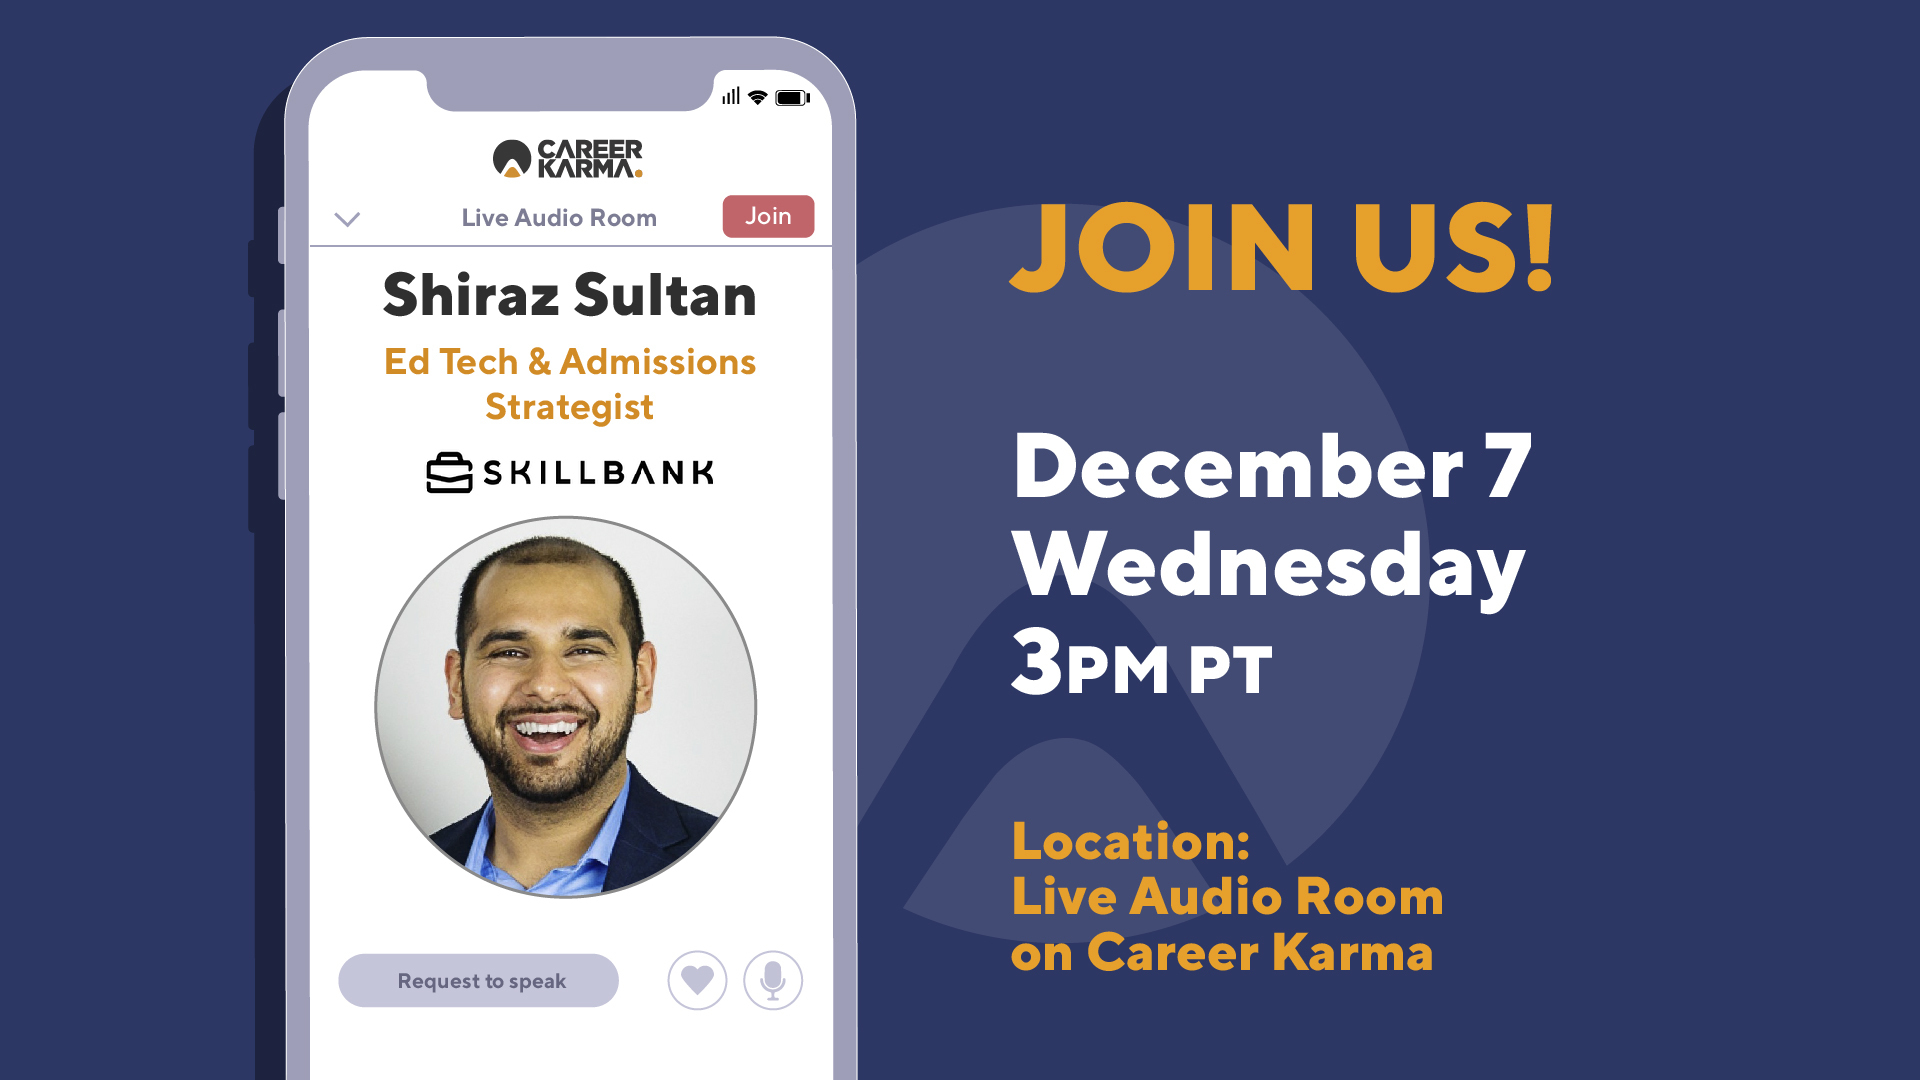 CAREER
KARMA.
Live Audio Room
Join
Shiraz Sultan
Ed Tech & Admissions
Strategist
SKILLBANK
Request to speak
JOIN US!
December 7
Wednesday
3PM PT
Location:
Live Audio Room
on Career Karma